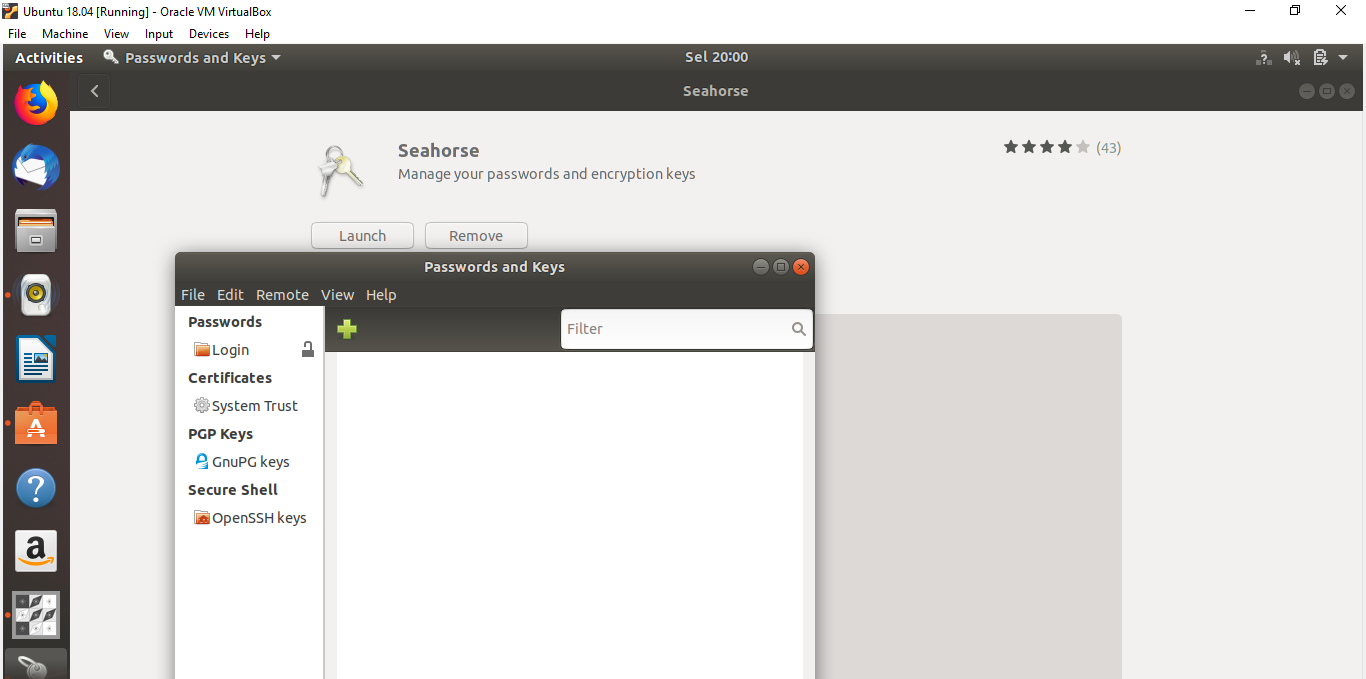 Ubuntu 18.04 [Running] - Oracle VM VirtualBox
File Machine View Input Devices Help
Activities Passwords and Keys Sel 20:00
Seahorse
Seahorse
Manage your passwords and encryption keys
(43)
Launch Remove
Passwords and Keys
File Edit Remote View Help
Passwords
Filter
Login
Certificates
System Trust
PGP Keys
GnuPG keys
Secure Shell
OpenSSH keys